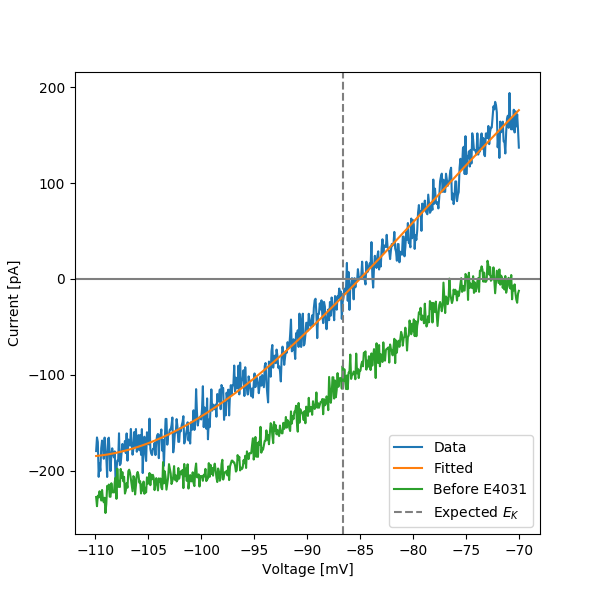 200
100
0
−100
−200
Current [pA]
Data
Fitted
Before E4031
Expected E_K
−110 −105 −100 −95 −90 −85 −80 −75 −70
Voltage [mV]